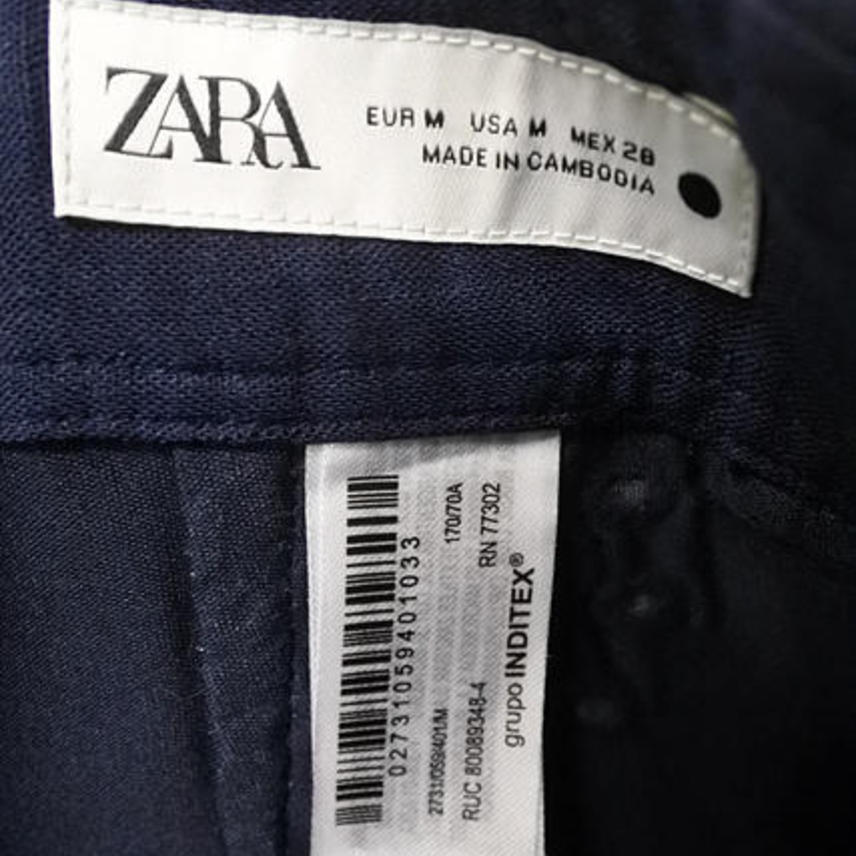 ZARA
EUR M USA M MEX 28
MADE IN CAMBODIA
02731059401033
2731/059/401/M
170/70A
RUC 80089348-4
RN 77302
grupo INDITEX®